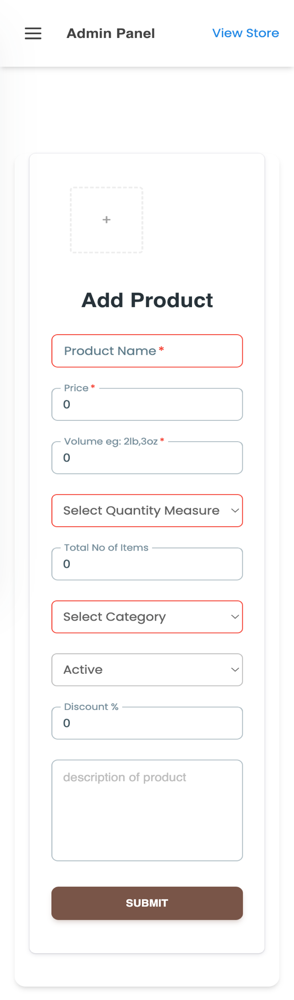 Admin Panel
View Store
+
Add Product
Product Name *
Price *
0
Volume eg: 2lb,3oz *
0
Select Quantity Measure
Total No of Items
0
Select Category
Active
Discount %
0
description of product
SUBMIT